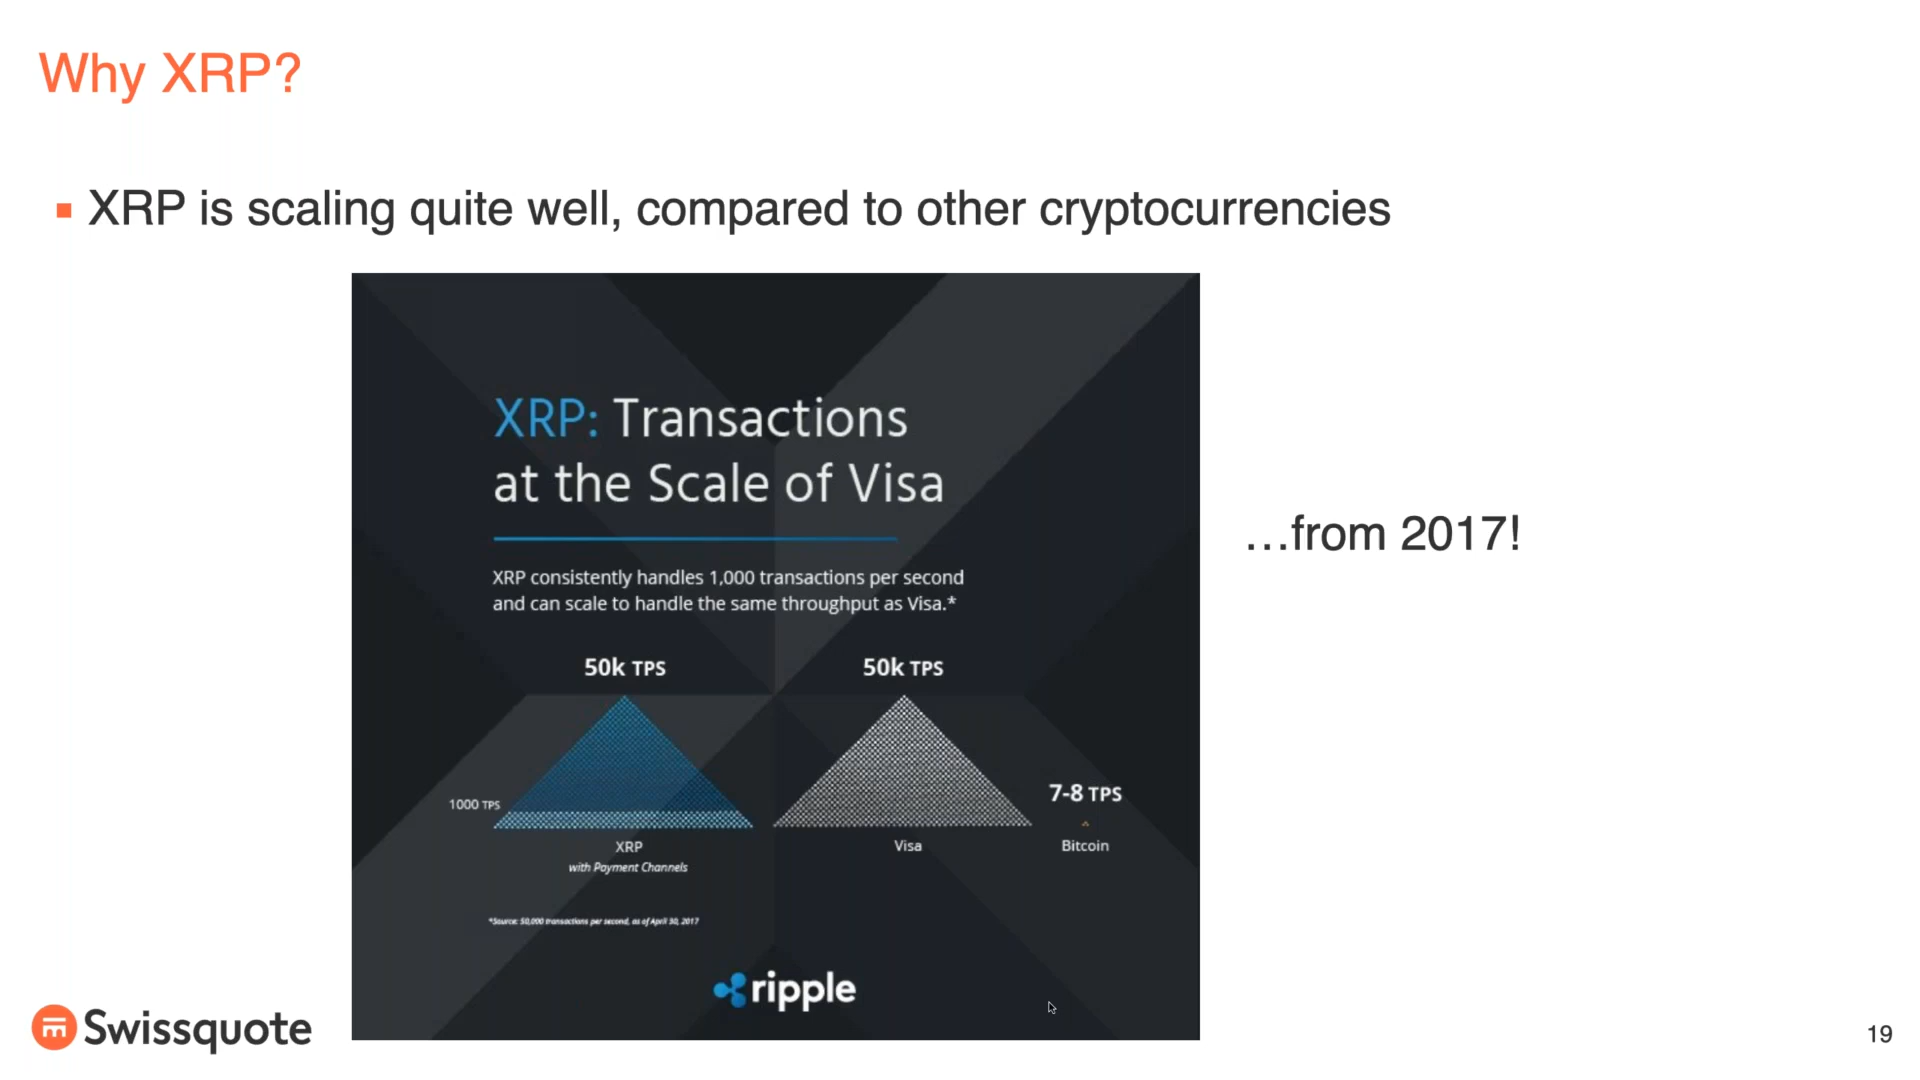 Why XRP?
XRP is scaling quite well, compared to other cryptocurrencies
XRP: Transactions
at the Scale of Visa
XRP consistently handles 1,000 transactions per second
and can scale to handle the same throughput as Visa.*
…from 2017!
50k TPS
50k TPS
7-8 TPS
1000 TPS
XRP
with Payment Channels
Visa
Bitcoin
*Source: 50,000 transactions per second, as of April 30, 2017
ripple
Swissquote
19